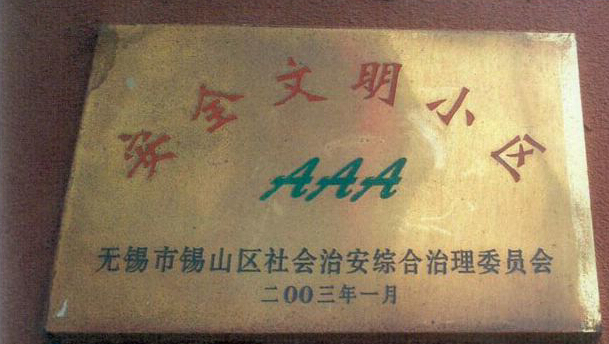 安全文明小区
AAA
无锡市锡山区社会治安综合治理委员会
二00三年一月